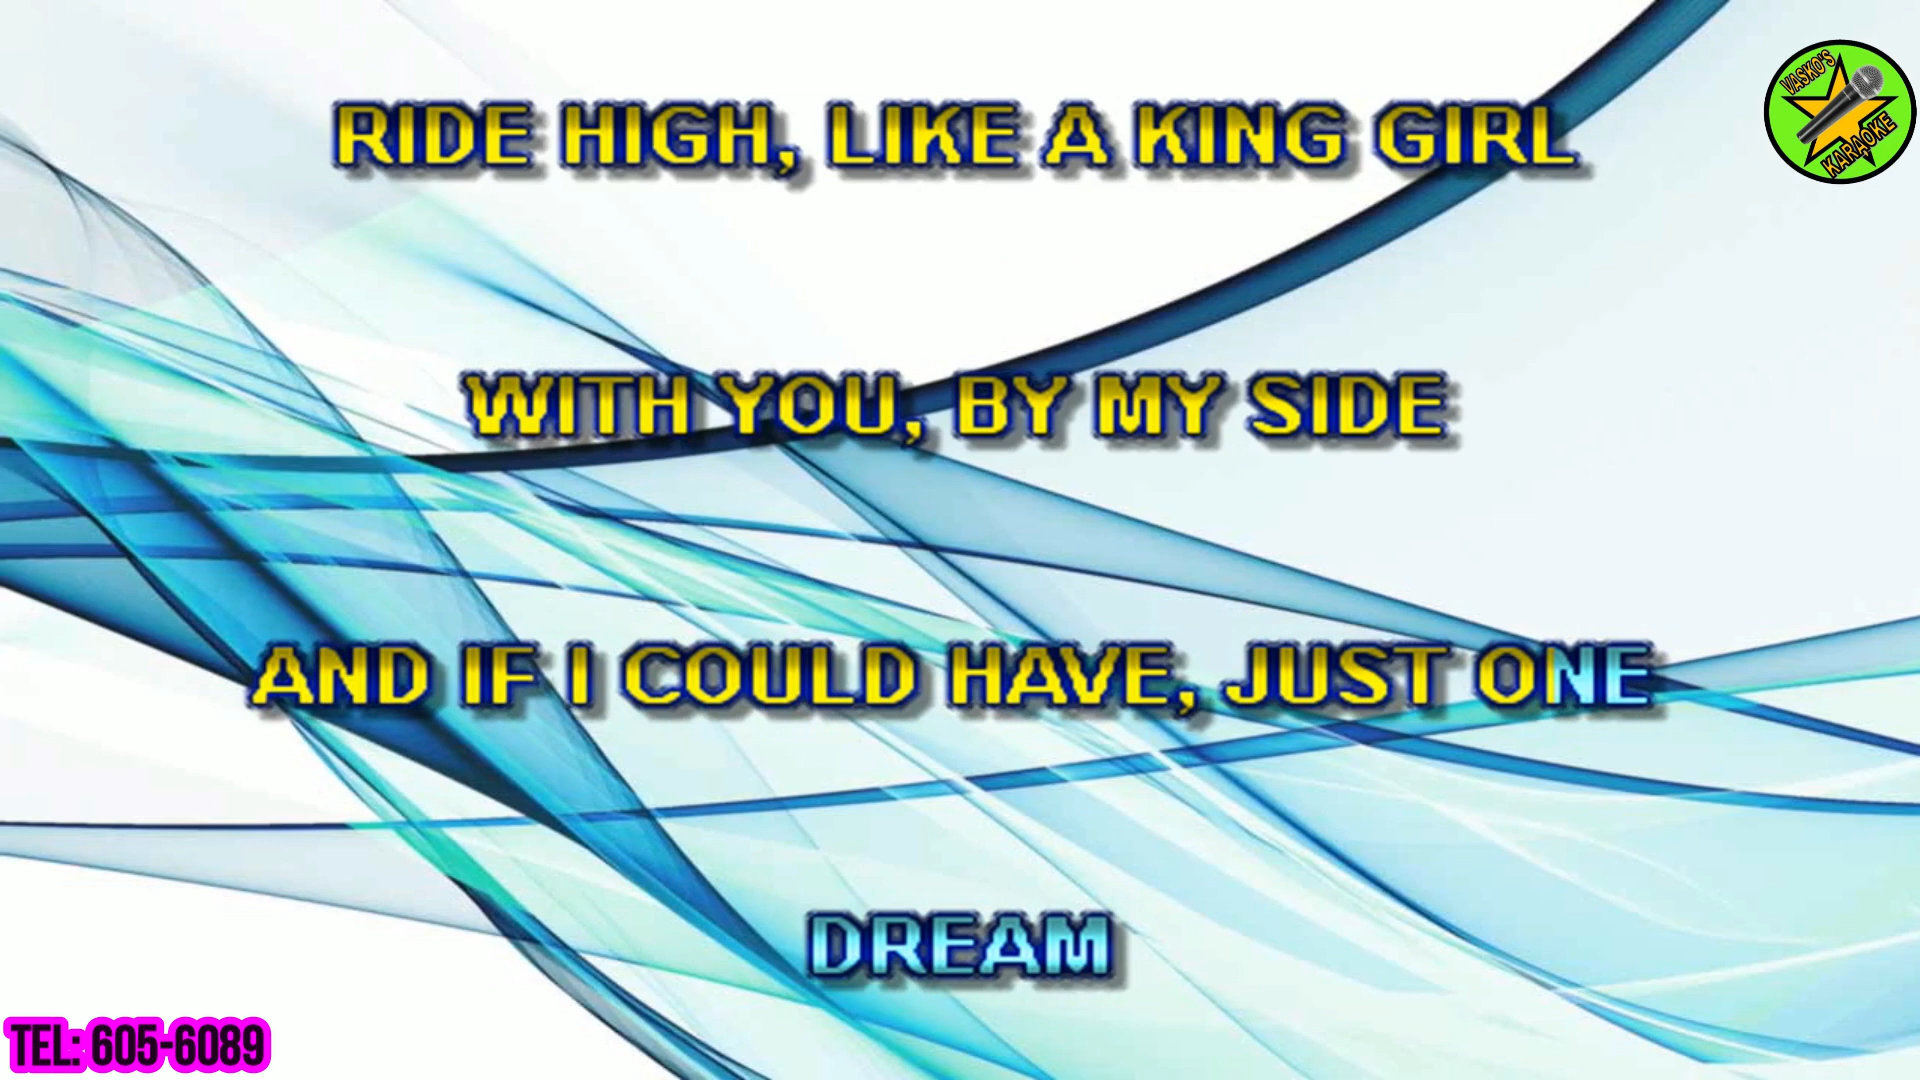 VASKO'S
KARAOKE
RIDE HIGH, LIKE A KING GIRL
WITH YOU, BY MY SIDE
AND IF I COULD HAVE, JUST ONE
DREAM
TEL: 605-6089